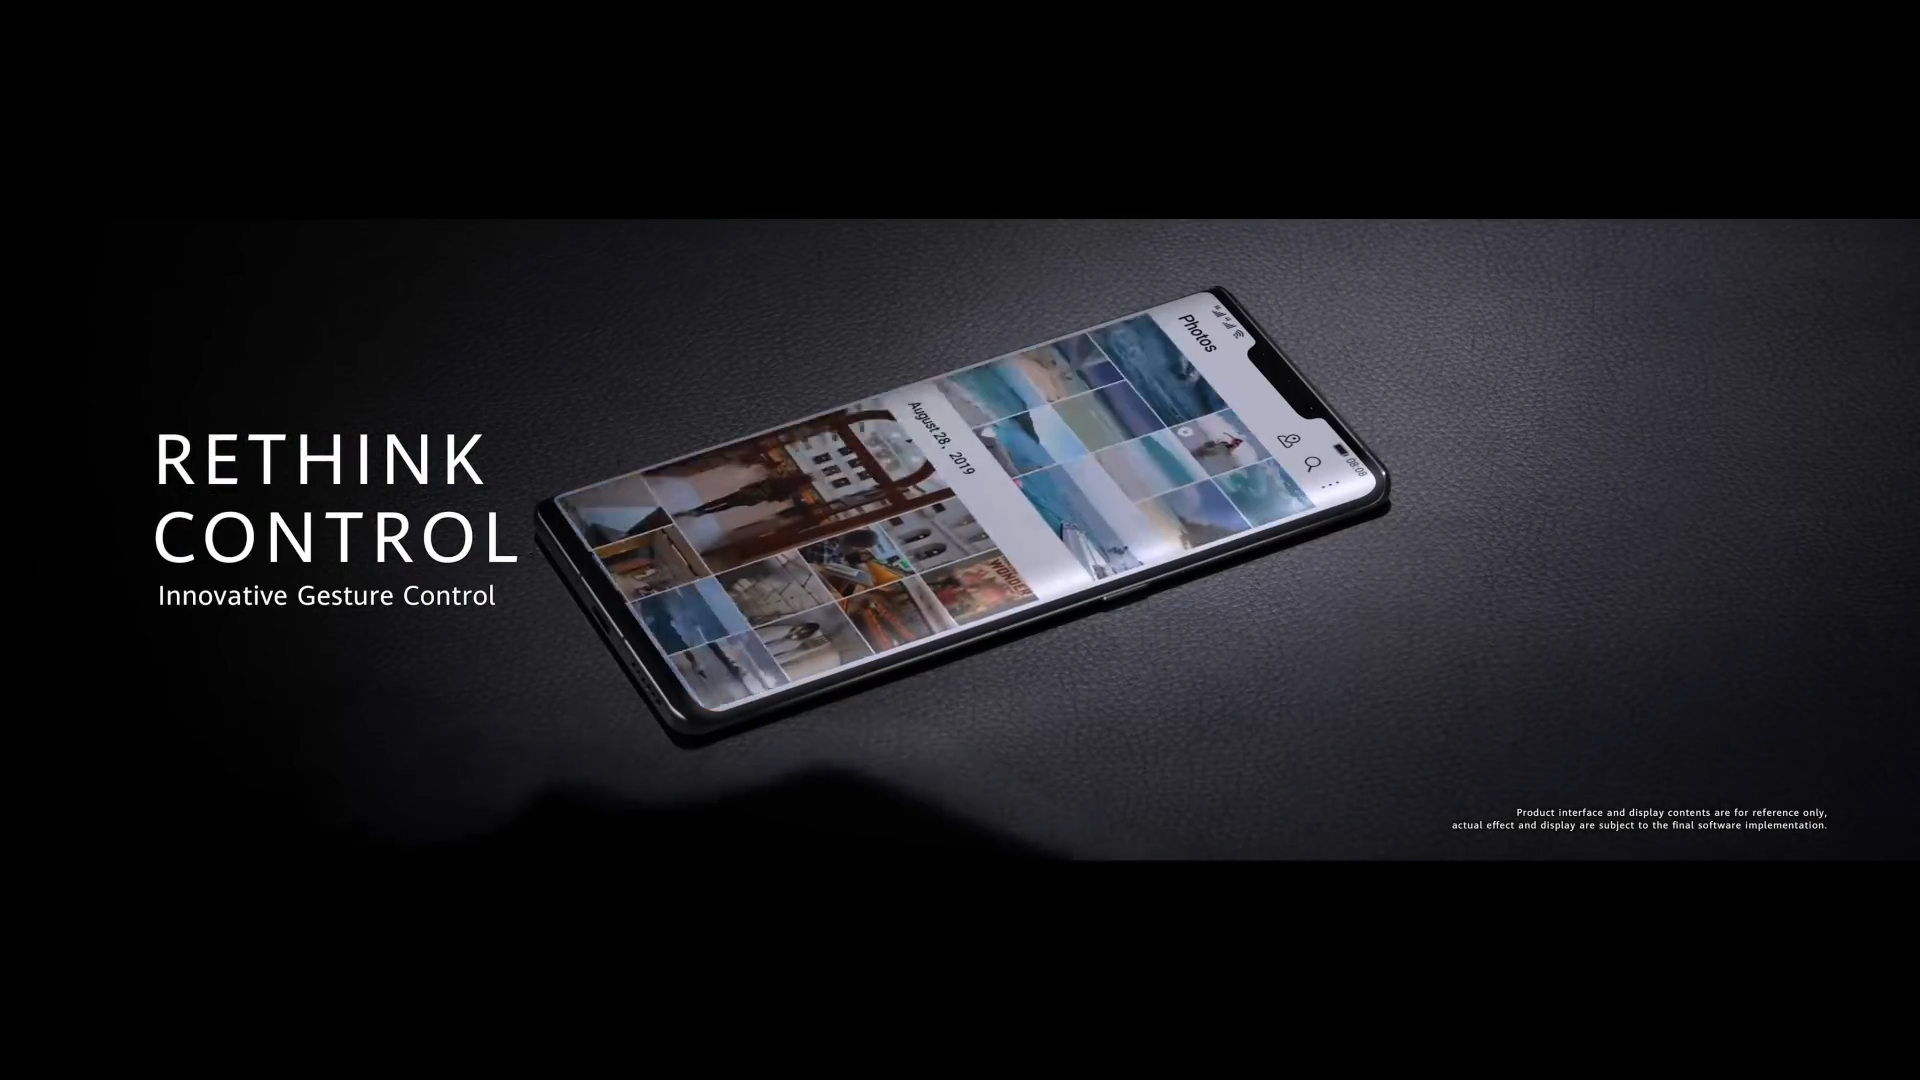 RETHINK
CONTROL
Innovative Gesture Control
Photos
08:08
August 28, 2019
WONDER
Product interface and display contents are for reference only,
actual effect and display are subject to the final software implementation.